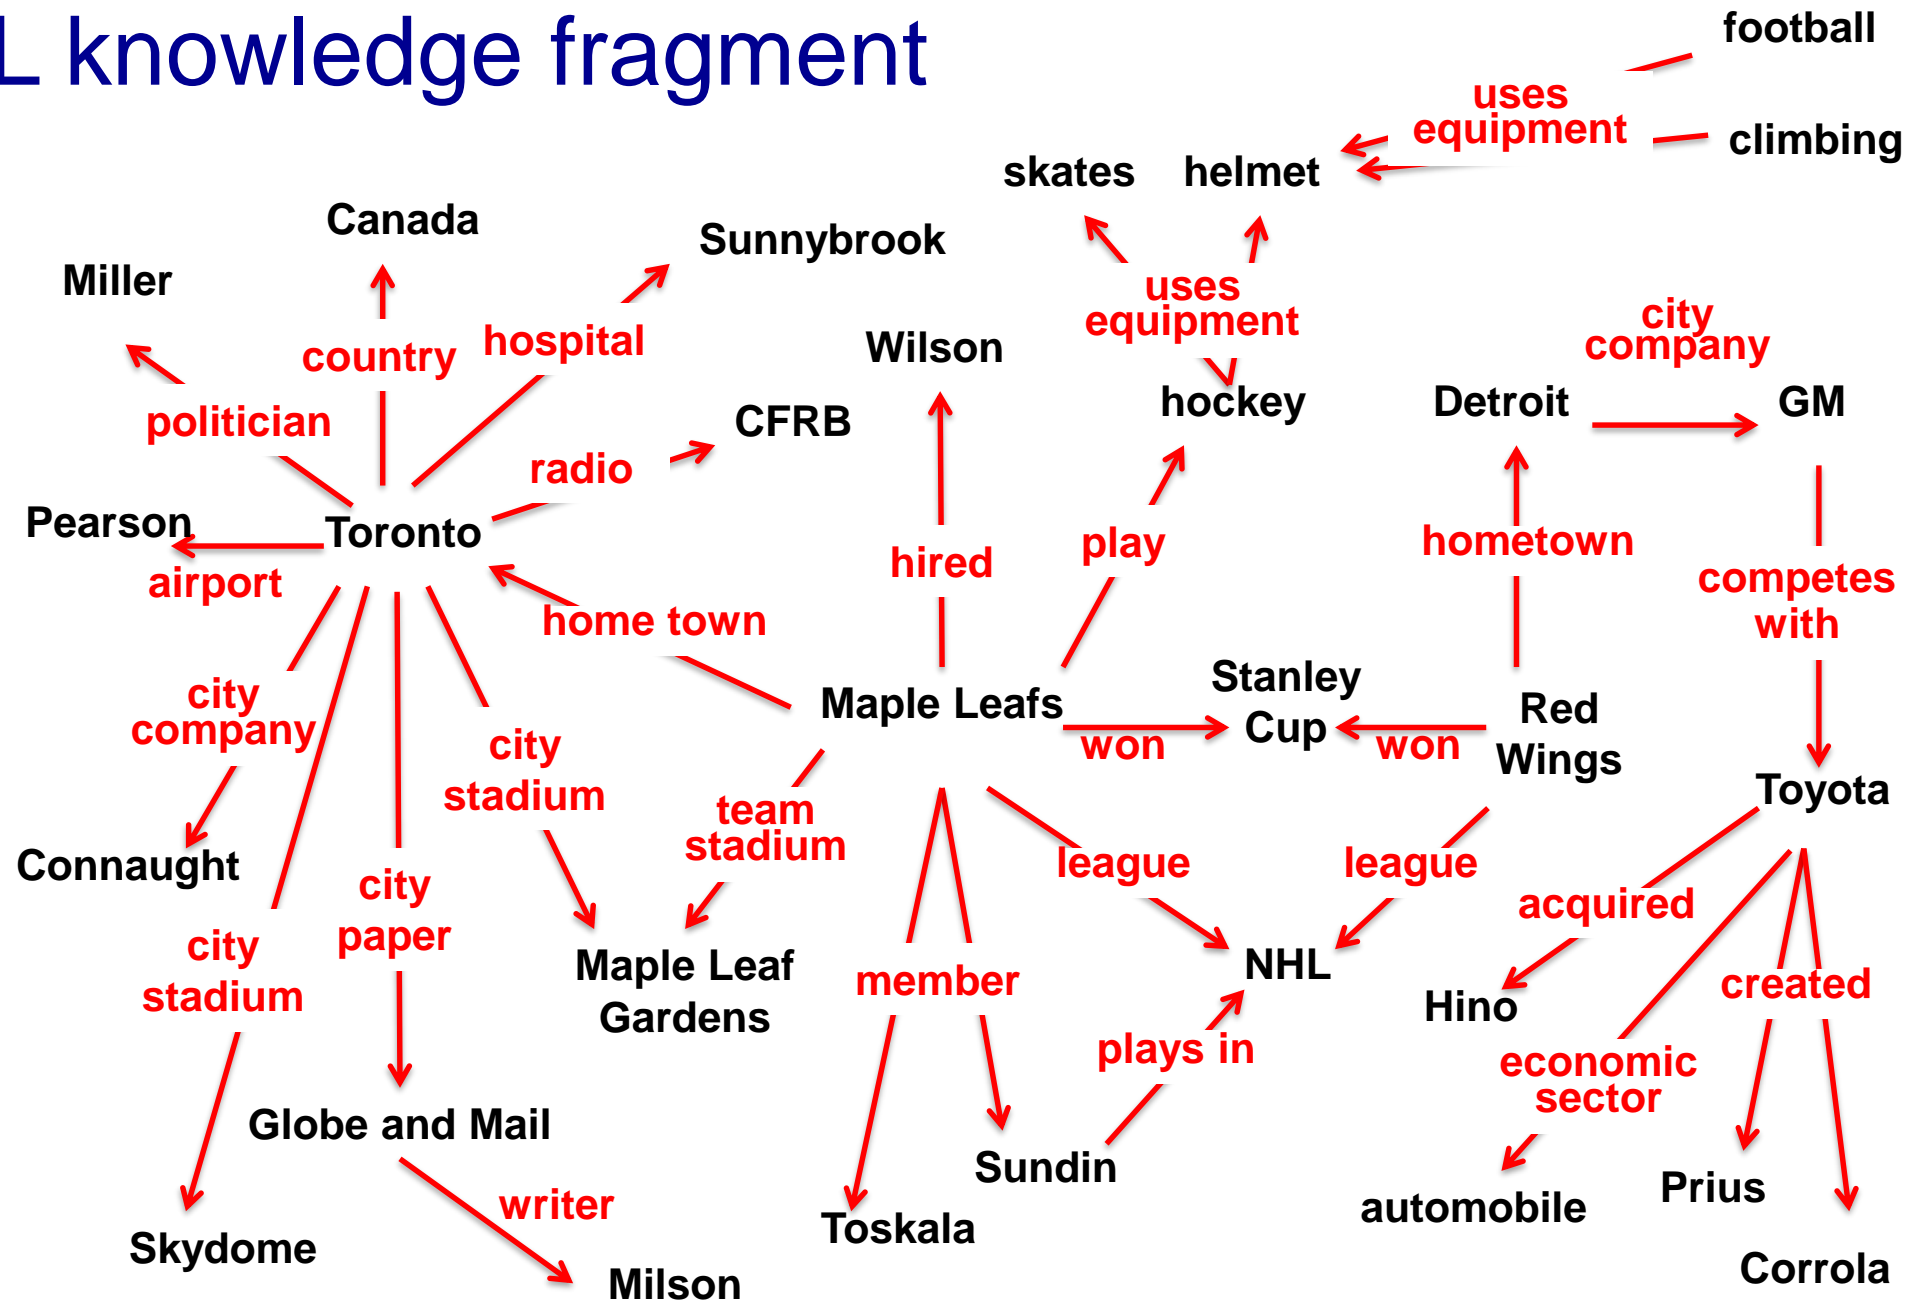 L knowledge fragment
football
uses
equipment
climbing
skates
helmet
Canada
Sunnybrook
Miller
uses
equipment
city
company
country
hospital
Wilson
politician
CFRB
hockey
Detroit
GM
radio
Pearson
Toronto
airport
hired
play
hometown
competes
with
home town
city
company
Maple Leafs
Stanley
Cup
won
won
Red
Wings
city
stadium
team
stadium
Toyota
Connaught
league
league
city
paper
acquired
city
stadium
Maple Leaf
Gardens
member
NHL
Hino
created
plays in
economic
sector
Globe and Mail
Sundin
automobile
Prius
writer
Skydome
Toskala
Milson
Corrola